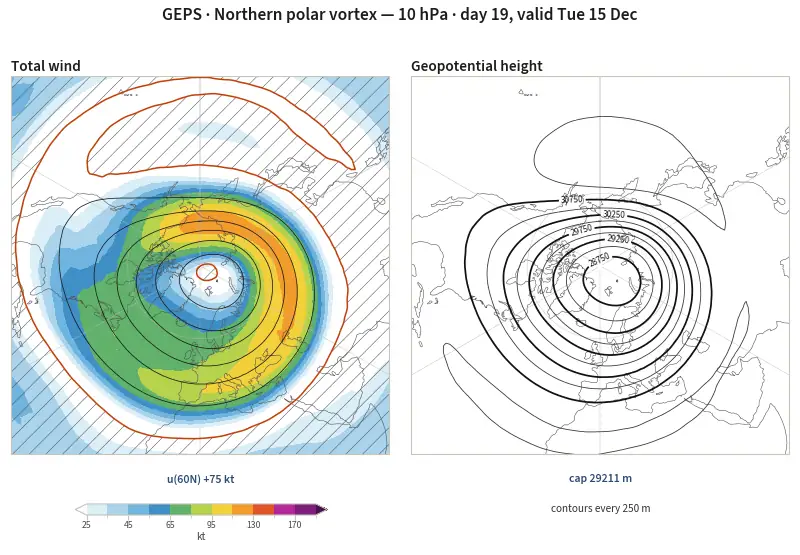 GEPS · Northern polar vortex — 10 hPa · day 19, valid Tue 15 Dec
Total wind
Geopotential height
30750
30250
29750
29250
28750
u(60N) +75 kt
cap 29211 m
contours every 250 m
25 45 65 95 130 170
kt